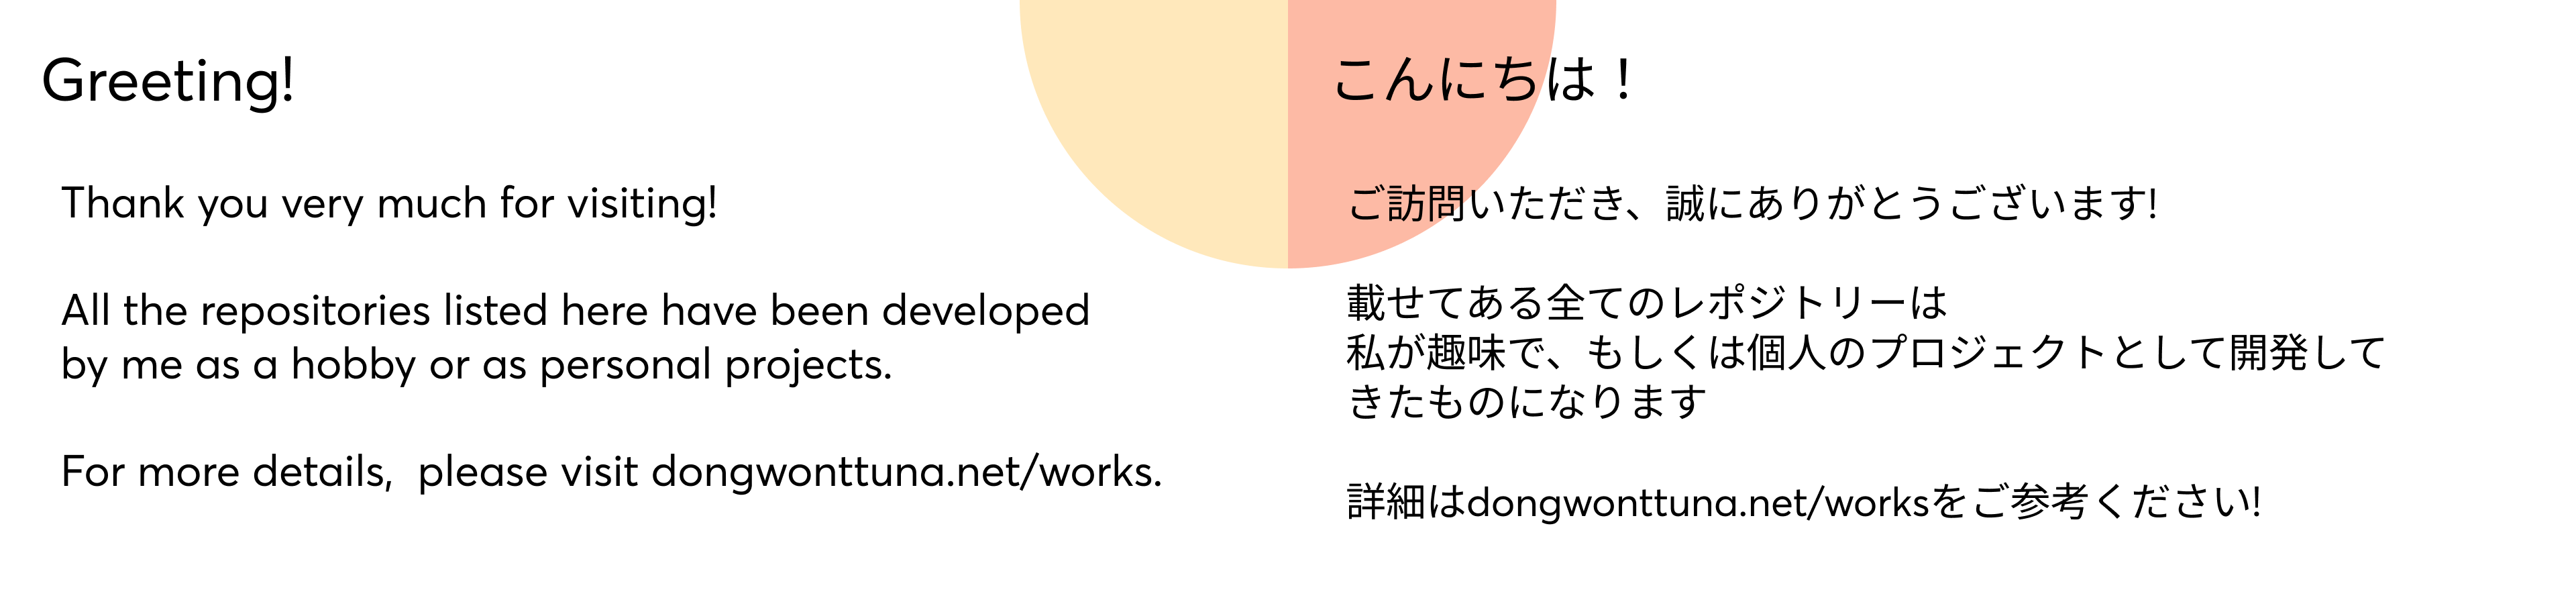 Greeting!
Thank you very much for visiting!
All the repositories listed here have been developed
by me as a hobby or as personal projects.
For more details,  please visit dongwonttuna.net/works.
こんにちは！
ご訪問いただき、誠にありがとうございます!
載せてある全てのレポジトリーは
私が趣味で、もしくは個人のプロジェクトとして開発して
きたものになります
詳細はdongwonttuna.net/worksをご参考ください!